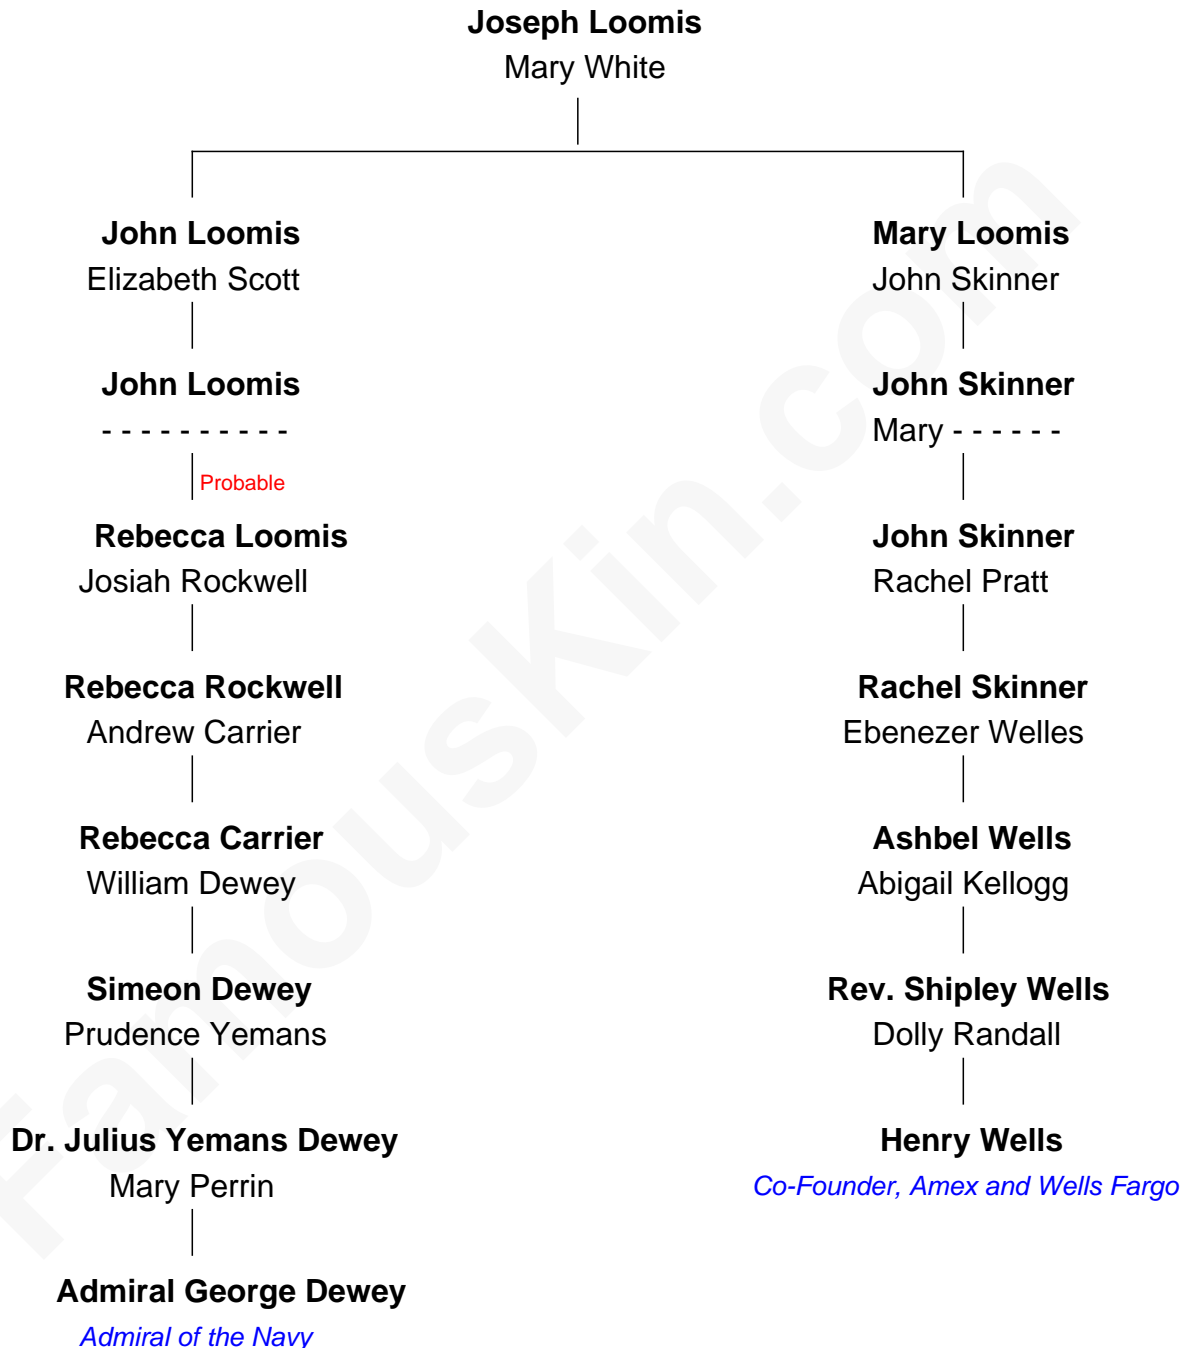 Joseph Loomis
Mary White
John Loomis
Elizabeth Scott
John Loomis
- - - - - - - - - -
Probable
Rebecca Loomis
Josiah Rockwell
Rebecca Rockwell
Andrew Carrier
Rebecca Carrier
William Dewey
Simeon Dewey
Prudence Yemans
Dr. Julius Yemans Dewey
Mary Perrin
Admiral George Dewey
Admiral of the Navy
Mary Loomis
John Skinner
John Skinner
Mary - - - - - -
John Skinner
Rachel Pratt
Rachel Skinner
Ebenezer Welles
Ashbel Wells
Abigail Kellogg
Rev. Shipley Wells
Dolly Randall
Henry Wells
Co-Founder, Amex and Wells Fargo
FamousKin.com